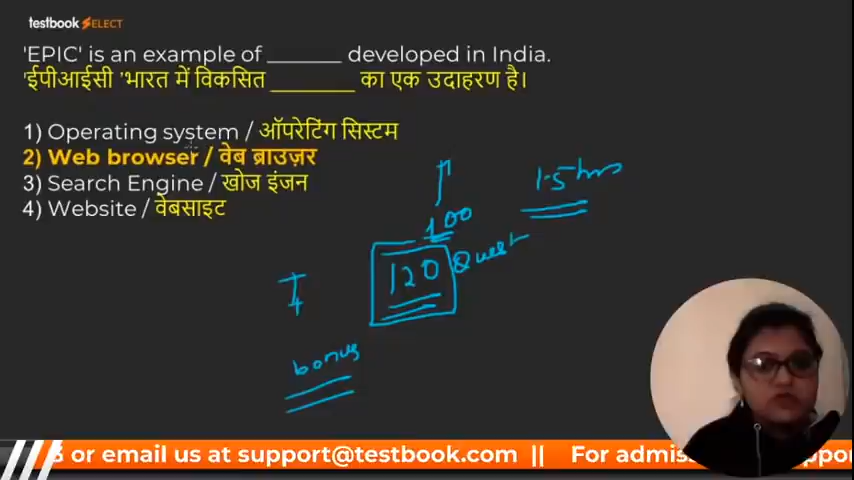 testbook SELECT
'EPIC' is an example of ______ developed in India.
'ईपीआईसी 'भारत में विकसित ________ का एक उदाहरण है।
1) Operating system / ऑपरेटिंग सिस्टम
2) Web browser / वेब ब्राउज़र
3) Search Engine / खोज इंजन
4) Website / वेबसाइट
1.5 hrs
100
120 Quest
bonus
or email us at support@testbook.com || For admis